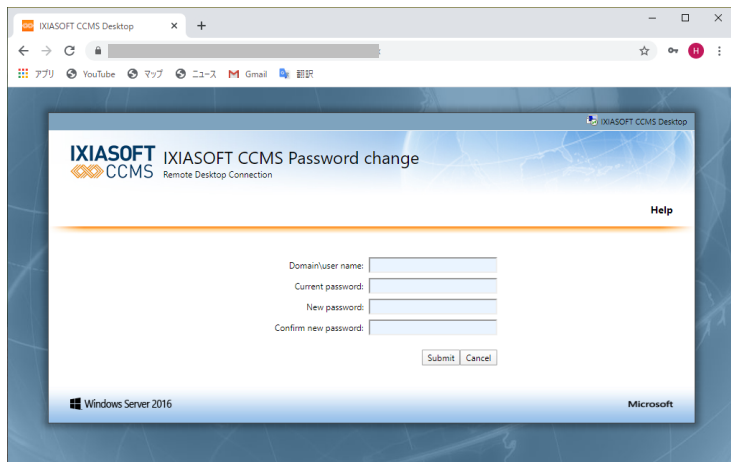 IXIASOFT CCMS Desktop
アプリ YouTube マップ ニュース Gmail 翻訳
H
IXIASOFT CCMS Desktop
IXIASOFT CCMS
IXIASOFT CCMS Password change
Remote Desktop Connection
Help
Domain\user name:
Current password:
New password:
Confirm new password:
Submit Cancel
Windows Server 2016
Microsoft